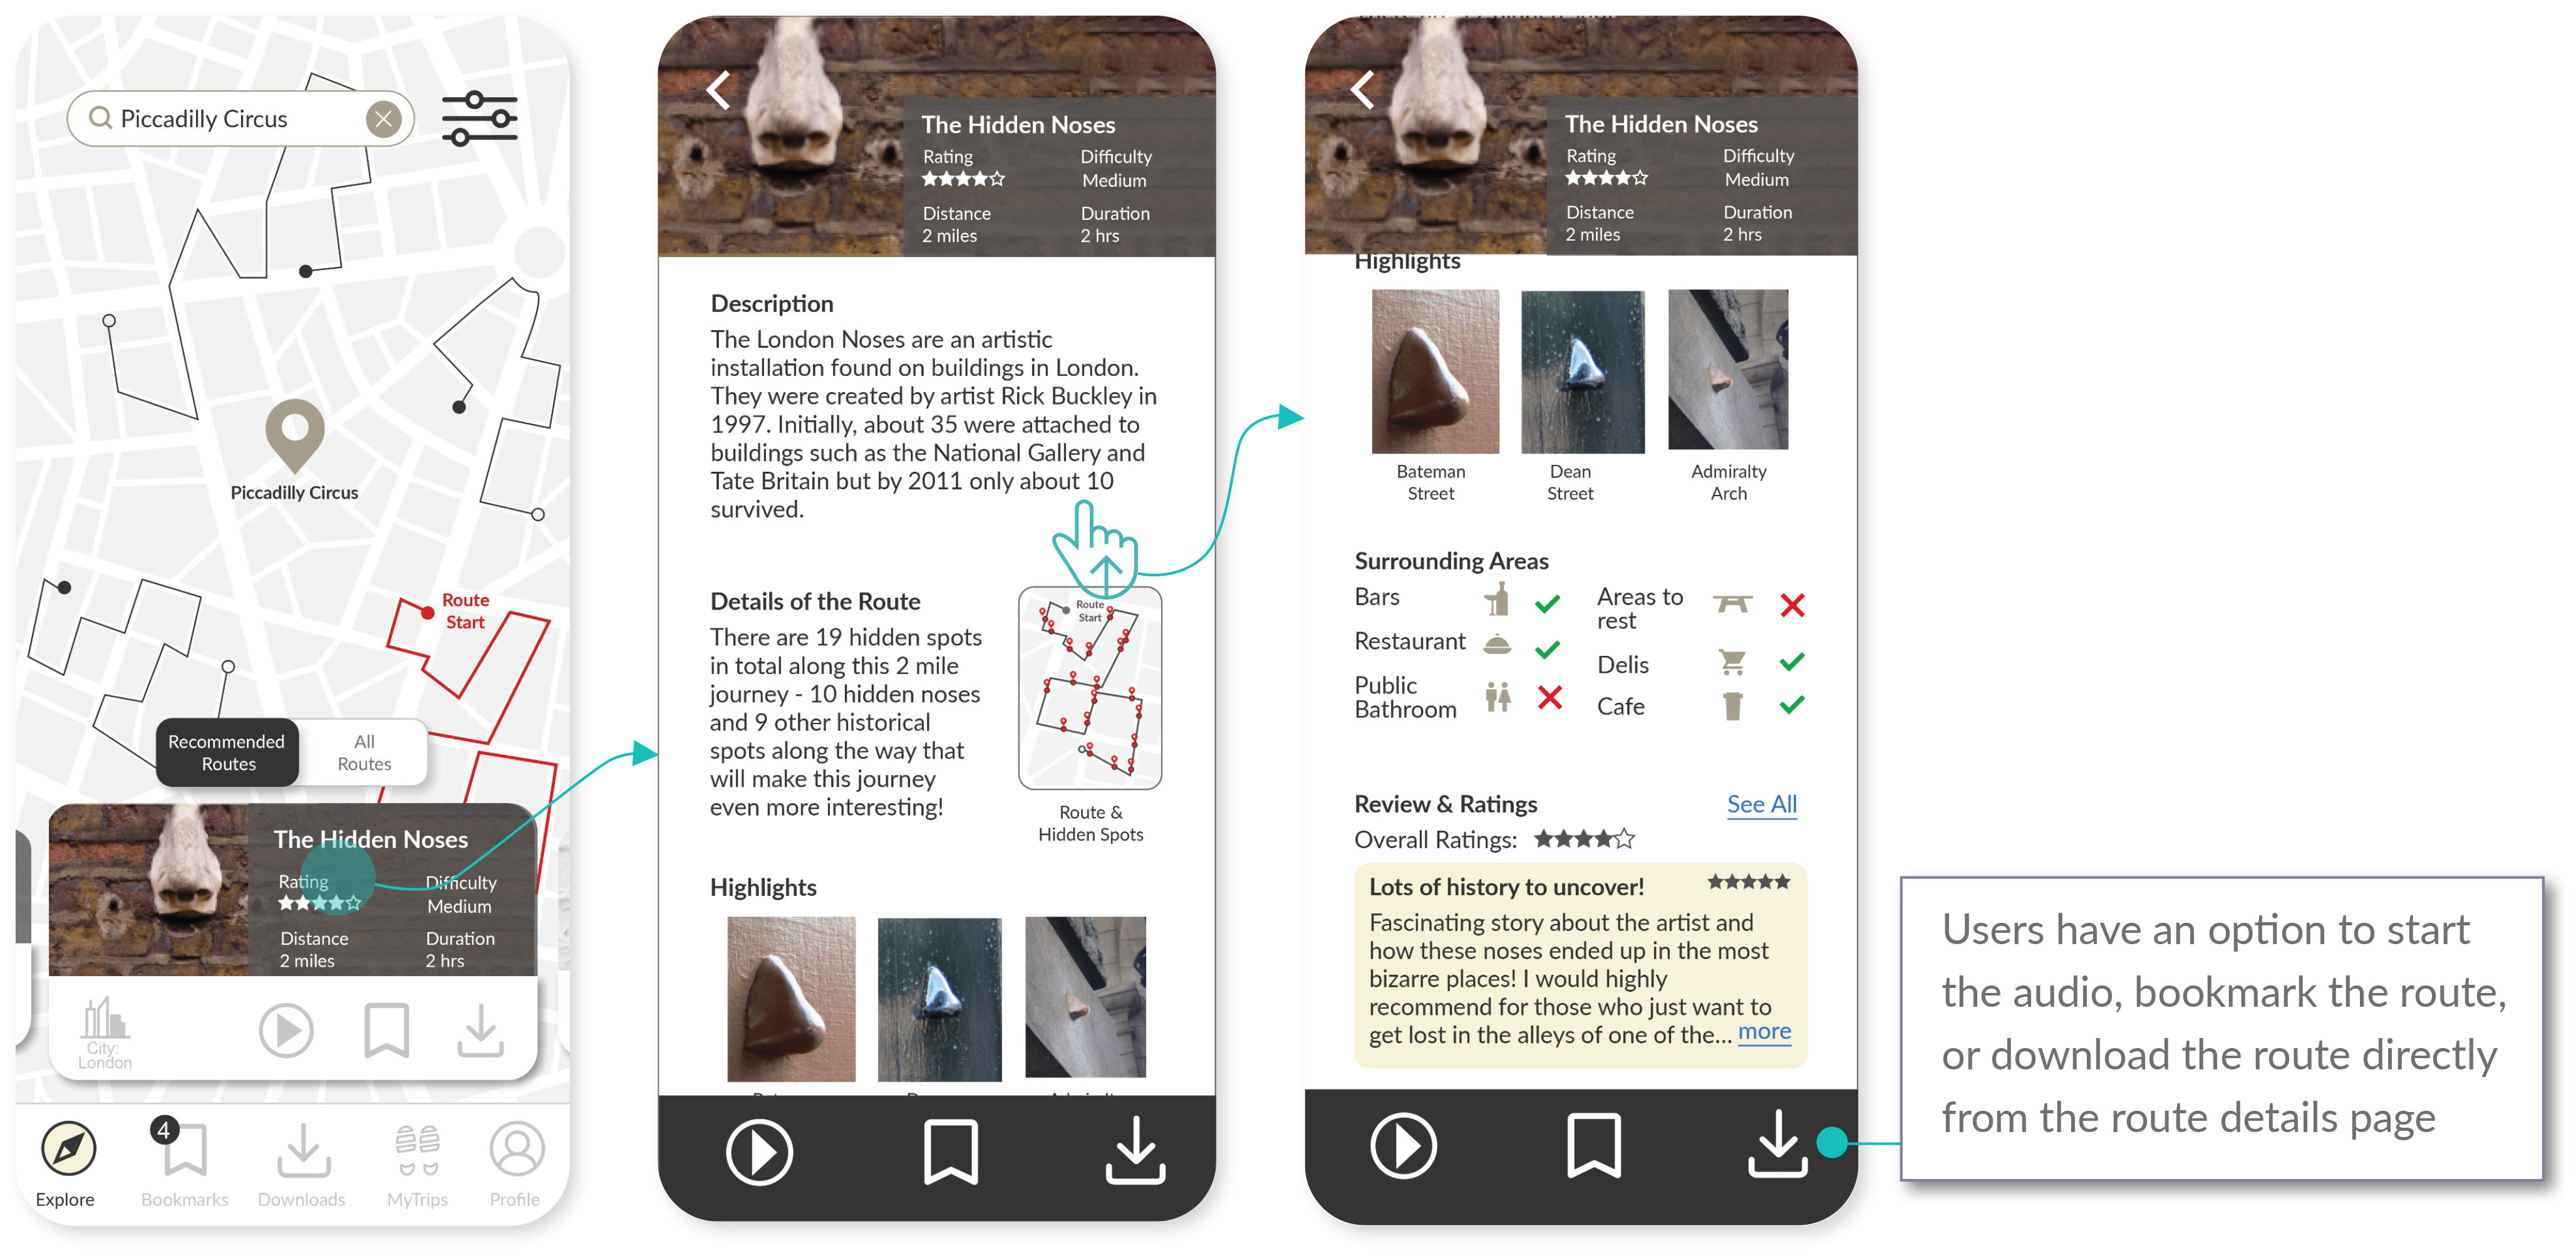 Piccadilly Circus
Piccadilly Circus
Route
Start
Recommended
Routes
All
Routes
The Hidden Noses
Rating
Difficulty
Medium
Distance
2 miles
Duration
2 hrs
City:
London
4
Explore
Bookmarks
Downloads
MyTrips
Profile
The Hidden Noses
Rating
Difficulty
Medium
Distance
2 miles
Duration
2 hrs
Description
The London Noses are an artistic
installation found on buildings in London.
They were created by artist Rick Buckley in
1997. Initially, about 35 were attached to
buildings such as the National Gallery and
Tate Britain but by 2011 only about 10
survived.
Details of the Route
There are 19 hidden spots
in total along this 2 mile
journey - 10 hidden noses
and 9 other historical
spots along the way that
will make this journey
even more interesting!
Route
Start
Route &
Hidden Spots
Highlights
The Hidden Noses
Rating
Difficulty
Medium
Distance
2 miles
Duration
2 hrs
Highlights
Bateman
Street
Dean
Street
Admiralty
Arch
Surrounding Areas
Bars
Restaurant
Public
Bathroom
Areas to
rest
Delis
Cafe
Review & Ratings
See All
Overall Ratings:
Lots of history to uncover!
Fascinating story about the artist and
how these noses ended up in the most
bizarre places! I would highly
recommend for those who just want to
get lost in the alleys of one of the... more
Users have an option to start
the audio, bookmark the route,
or download the route directly
from the route details page